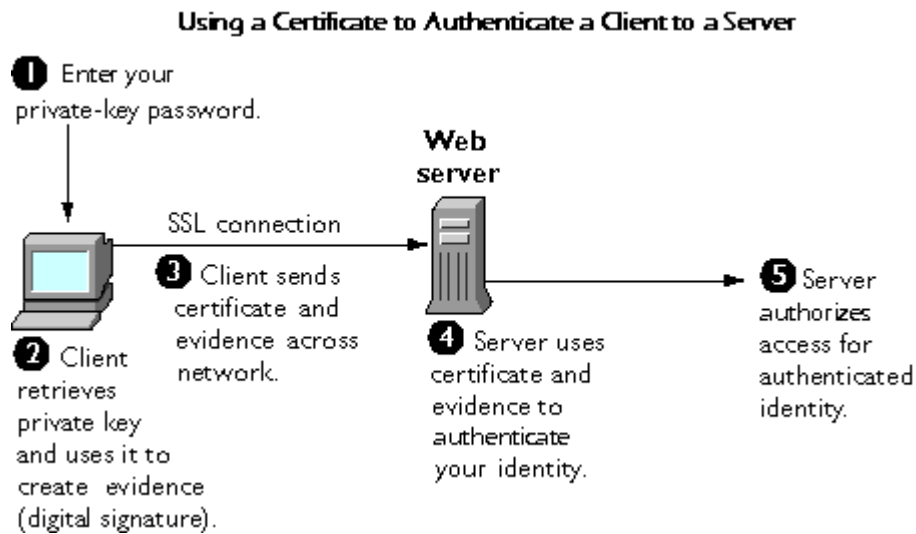 Using a Certificate to Authenticate a Client to a Server
1 Enter your
private-key password.
Web
server
SSL connection
3 Client sends
certificate and
evidence across
network.
2 Client
retrieves
private key
and uses it to
create evidence
(digital signature).
4 Server uses
certificate and
evidence to
authenticate
your identity.
5 Server
authorizes
access for
authenticated
identity.